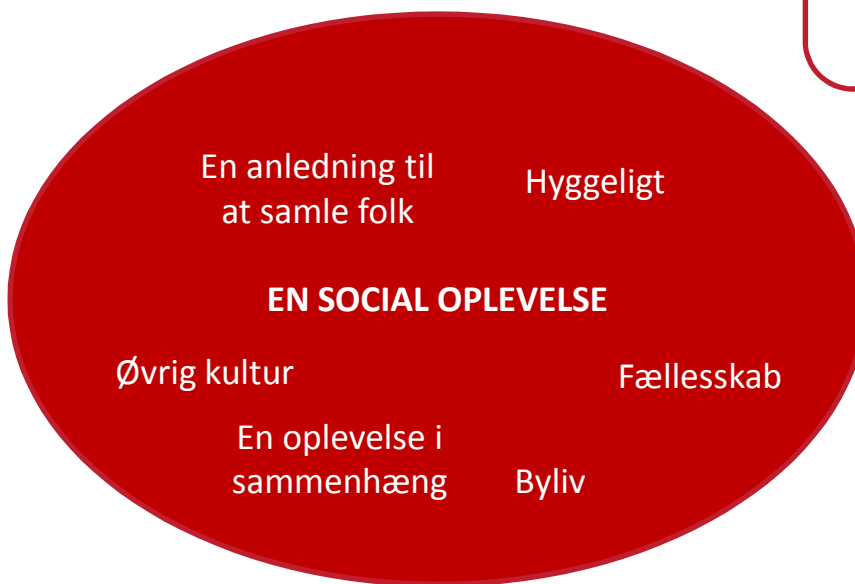 En anledning til
at samle folk
Hyggeligt
EN SOCIAL OPLEVELSE
Øvrig kultur
Fællesskab
En oplevelse i
sammenhæng
Byliv